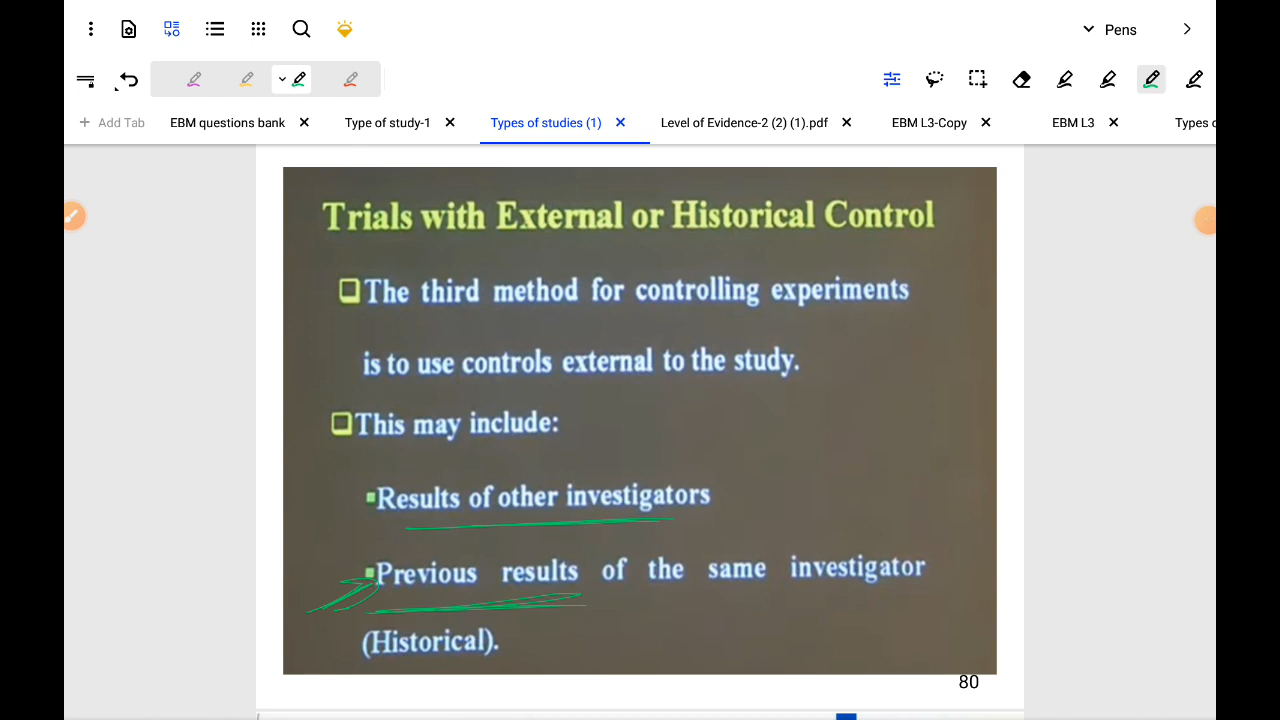 Pens
Add Tab
EBM questions bank
Type of study-1
Types of studies (1)
Level of Evidence-2 (2) (1).pdf
EBM L3-Copy
EBM L3
Types c
Trials with External or Historical Control
The third method for controlling experiments
is to use controls external to the study.
This may include:
Results of other investigators
Previous results of the same investigator
(Historical).
80